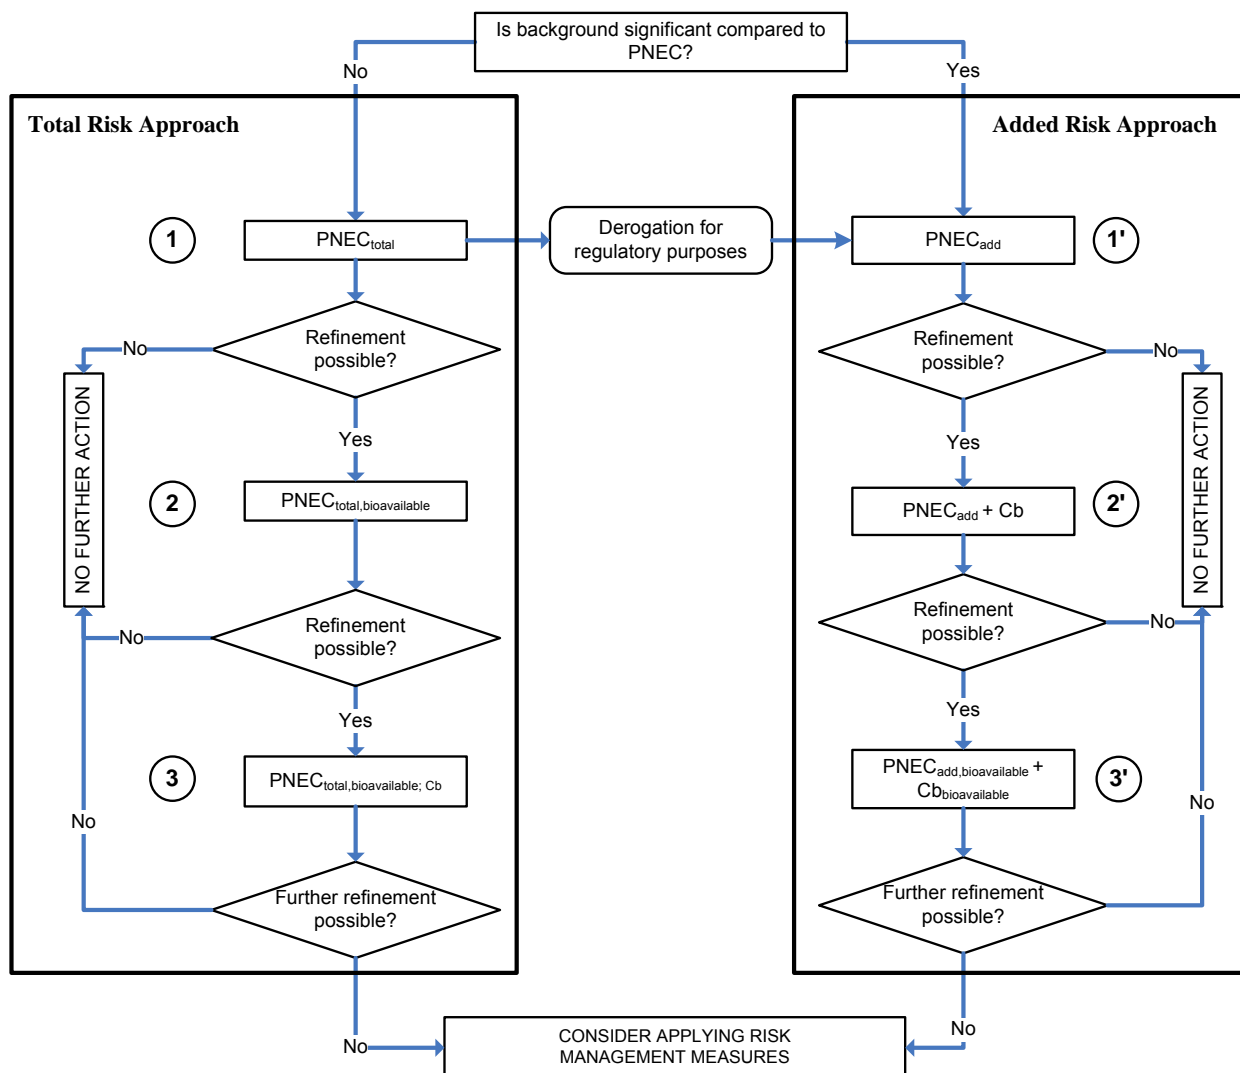 Is background significant compared to
PNEC?
No
Yes
Total Risk Approach
Added Risk Approach
1
PNECtotal
Derogation for
regulatory purposes
PNECadd
1'
Refinement
possible?
No
Refinement
possible?
No
NO FURTHER ACTION
NO FURTHER ACTION
Yes
Yes
2
PNECtotal,bioavailable
PNECadd + Cb
2'
Refinement
possible?
No
Refinement
possible?
No
Yes
Yes
3
PNECtotal,bioavailable; Cb
PNECadd,bioavailable +
Cbbioavailable
3'
No
No
Further refinement
possible?
Further refinement
possible?
No
No
CONSIDER APPLYING RISK
MANAGEMENT MEASURES